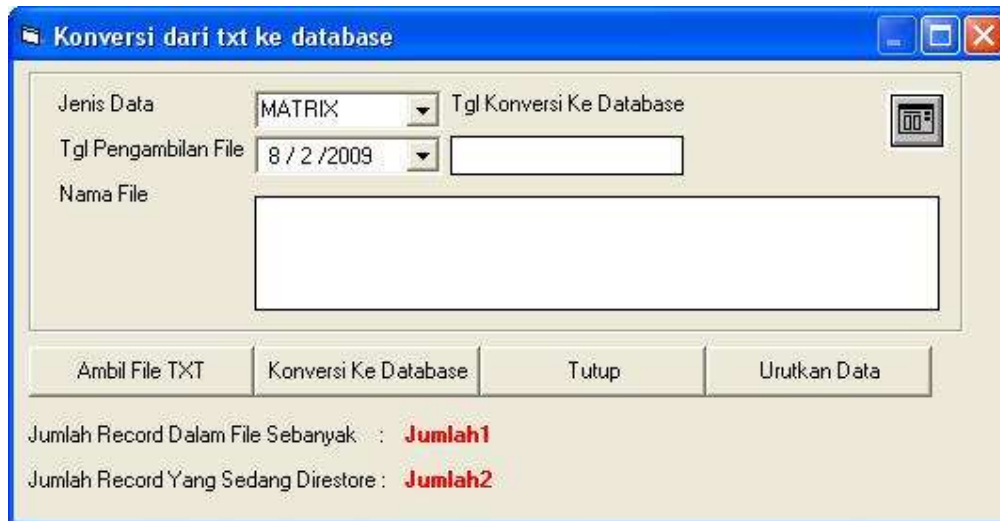 Konversi dari txt ke database
Jenis Data MATRIX Tgl Konversi Ke Database
Tgl Pengambilan File 8 / 2 /2009
Nama File
Ambil File TXT Konversi Ke Database Tutup Urutkan Data
Jumlah Record Dalam File Sebanyak : Jumlah1
Jumlah Record Yang Sedang Direstore : Jumlah2